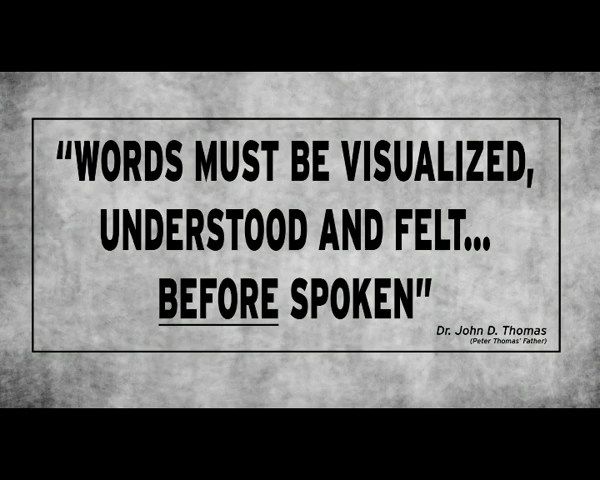 “WORDS MUST BE VISUALIZED,
UNDERSTOOD AND FELT...
BEFORE SPOKEN”
Dr. John D. Thomas
(Peter Thomas' Father)